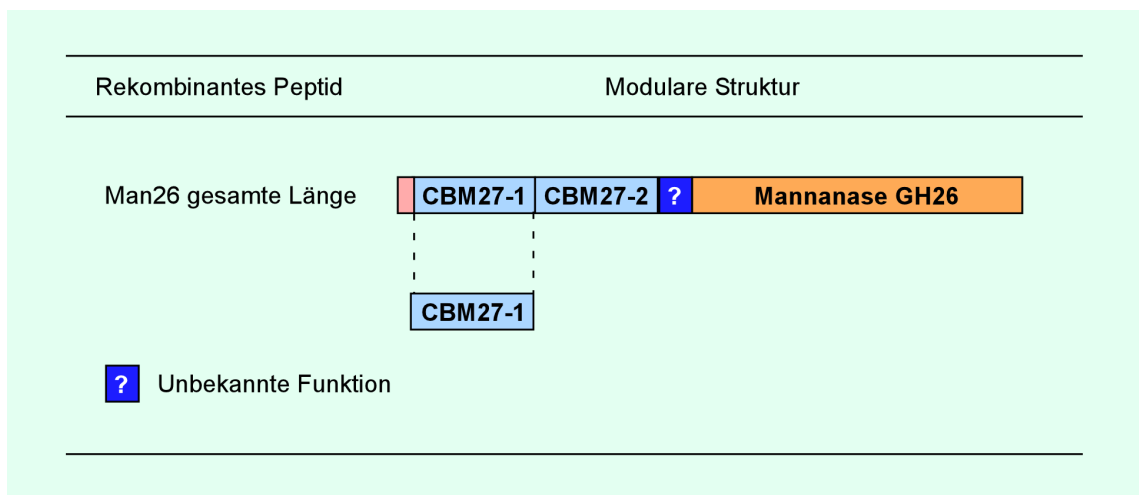 Rekombinantes Peptid Modulare Struktur
Man26 gesamte Länge CBM27-1 CBM27-2 ? Mannanase GH26
CBM27-1
? Unbekannte Funktion